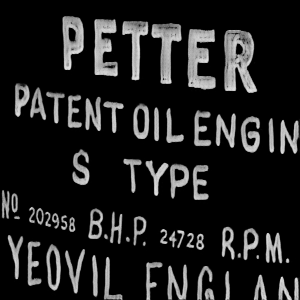 PETTER
PATENT OIL ENGIN
S TYPE
No 202958 B.H.P. 24728 R.P.M.
YEOVIL ENGLAN